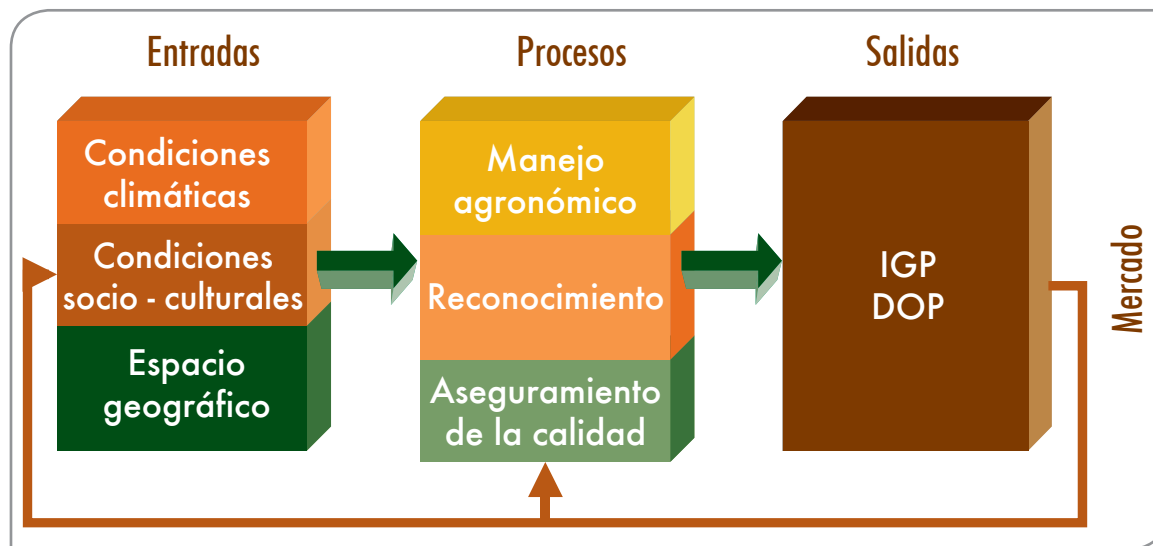 Entradas
Procesos
Salidas
Condiciones
climáticas
Condiciones
socio - culturales
Espacio
geográfico
Manejo
agronómico
Reconocimiento
Aseguramiento
de la calidad
IGP
DOP
Mercado